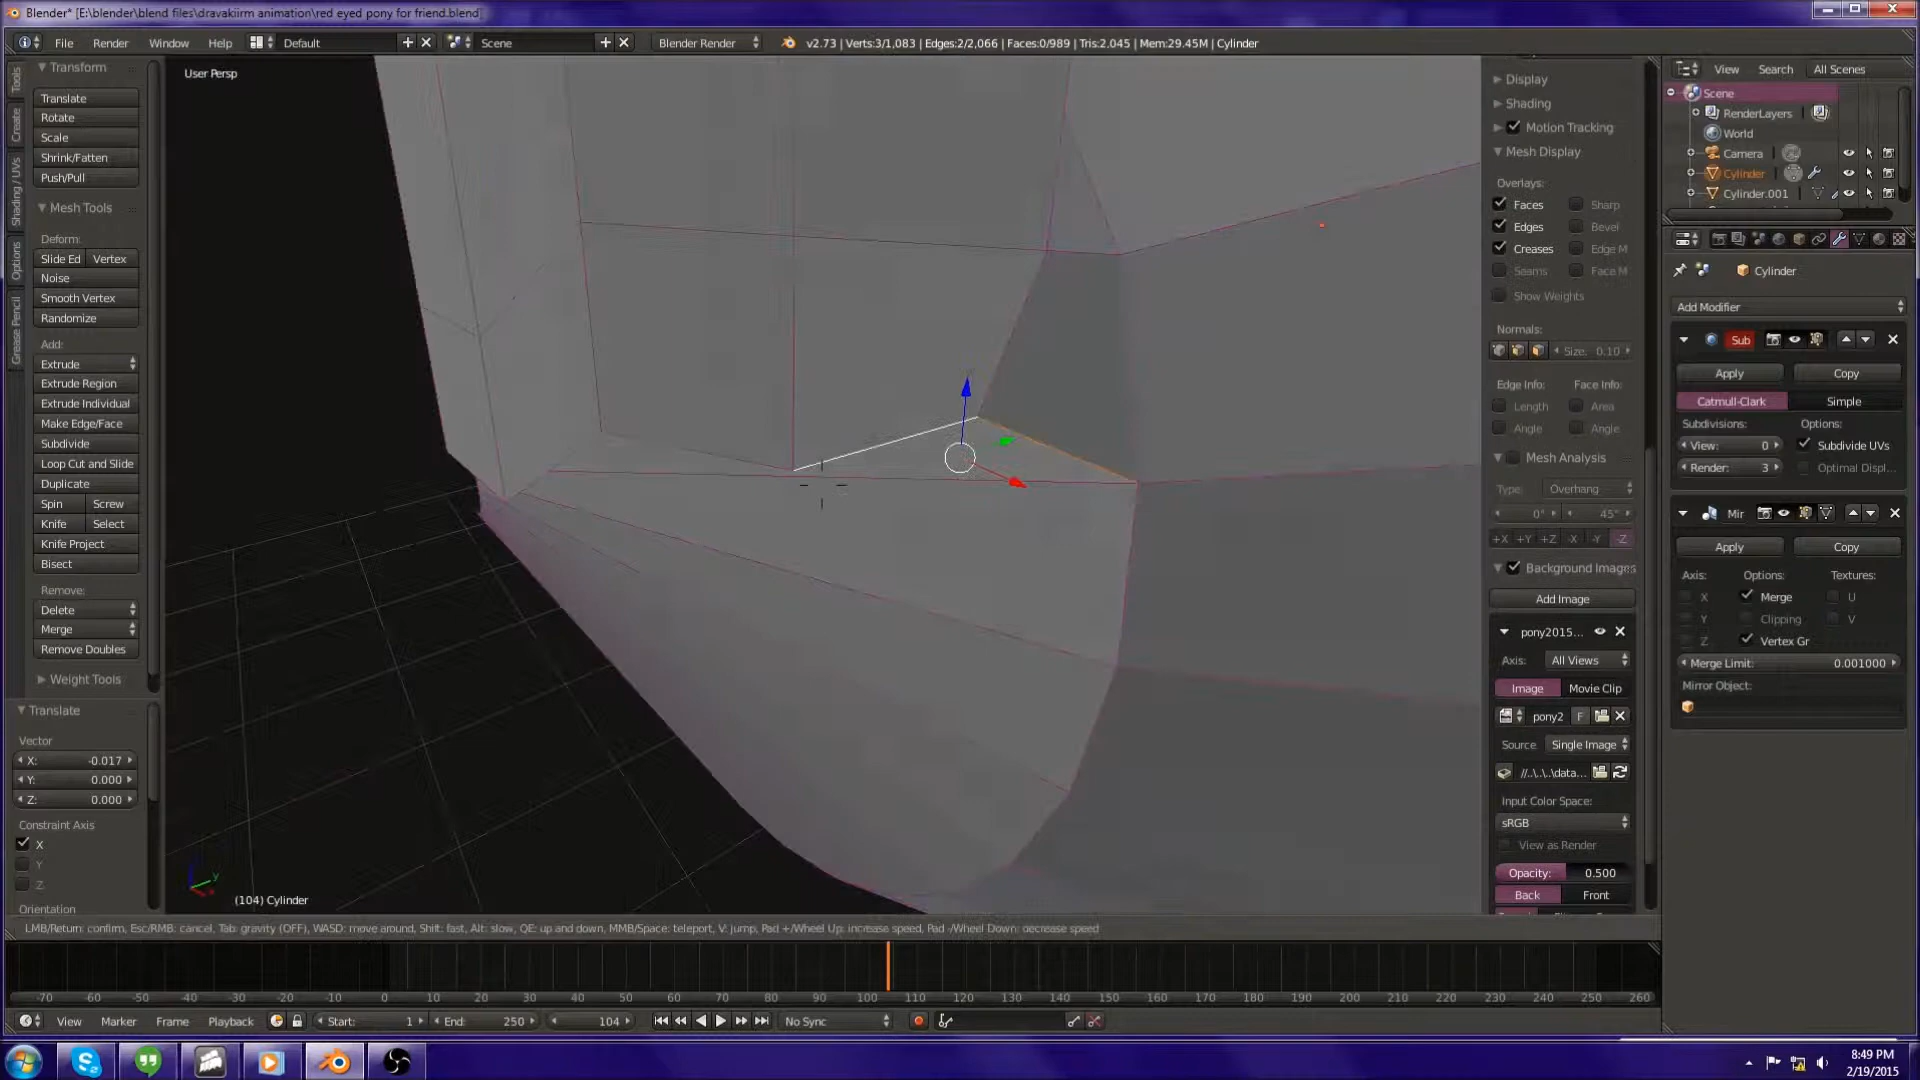 Blender* [E:\blender\blend files\dravakiirm animation\red eyed pony for friend.blend]
File Render Window Help Default Scene Blender Render v2.73 | Verts:3/1,083 | Edges:2/2,066 | Faces:0/989 | Tris:2,045 | Mem:29.45M | Cylinder
Tools
Create
Shading / UVs
Options
Grease Pencil
Transform
Translate
Rotate
Scale
Shrink/Fatten
Push/Pull
Mesh Tools
Deform:
Slide Ed Vertex
Noise
Smooth Vertex
Randomize
Add:
Extrude
Extrude Region
Extrude Individual
Make Edge/Face
Subdivide
Loop Cut and Slide
Duplicate
Spin Screw
Knife Select
Knife Project
Bisect
Remove:
Delete
Merge
Remove Doubles
Weight Tools
Translate
Vector
X: -0.017
Y: 0.000
Z: 0.000
Constraint Axis
X
Y
Z
Orientation
User Persp
(104) Cylinder
Display
Shading
Motion Tracking
Mesh Display
Overlays:
Faces Sharp
Edges Bevel
Creases Edge M
Seams Face M
Show Weights
Normals:
Size: 0.10
Edge Info: Face Info:
Length Area
Angle Angle
Mesh Analysis
Type: Overhang
0° 45°
+X +Y +Z -X -Y -Z
Background Images
Add Image
pony2015...
Axis: All Views
Image Movie Clip
pony2 F
Source: Single Image
//..\..\..\data...
Input Color Space:
sRGB
View as Render
Opacity: 0.500
Back Front
View Search All Scenes
Scene
RenderLayers
World
Camera
Cylinder
Cylinder.001
Cylinder
Add Modifier
Sub
Apply Copy
Catmull-Clark Simple
Subdivisions: Options:
View: 0 Subdivide UVs
Render: 3 Optimal Displ...
Mir
Apply Copy
Axis: Options: Textures:
X Merge U
Y Clipping V
Z Vertex Gr
Merge Limit: 0.001000
Mirror Object:
LMB/Return: confirm, Esc/RMB: cancel, Tab: gravity (OFF), WASD: move around, Shift: fast, Alt: slow, QE: up and down, MMB/Space: teleport, V: jump, Pad +/Wheel Up: increase speed, Pad -/Wheel Down: decrease speed
-70 -60 -50 -40 -30 -20 -10 0 10 20 30 40 50 60 70 80 90 100 110 120 130 140 150 160 170 180 190 200 210 220 230 240 250 260
View Marker Frame Playback Start: 1 End: 250 104 No Sync
8:49 PM
2/19/2015